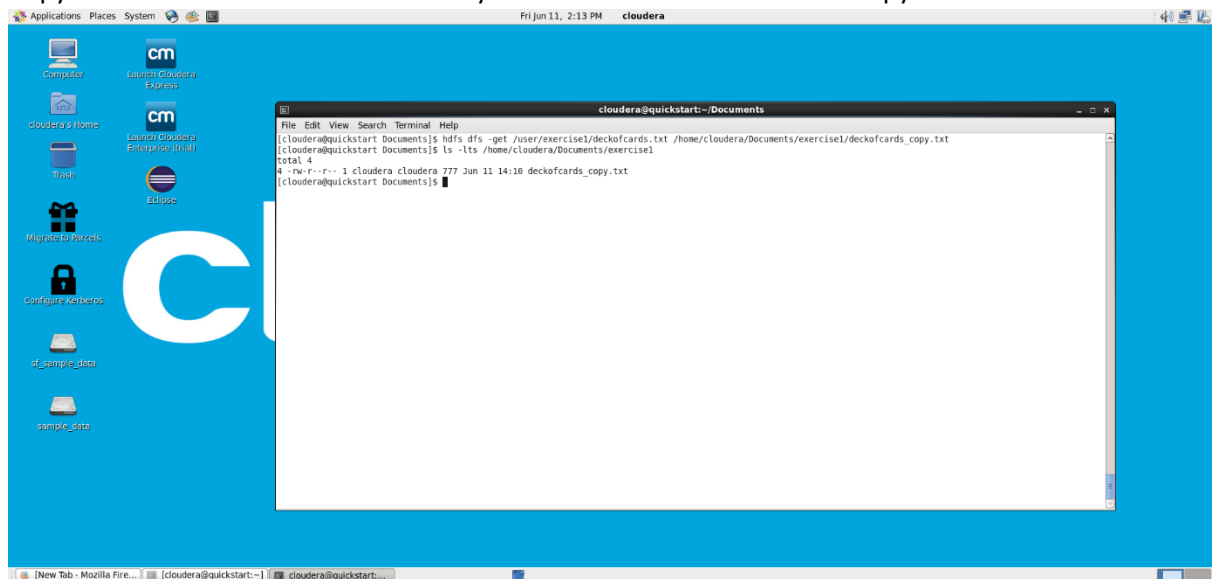 Applications Places System
Fri Jun 11, 2:13 PM cloudera
Computer
Launch Cloudera
Express
cloudera's Home
Launch Cloudera
Enterprise (trial)
Trash
Eclipse
Migrate to Parcels
Configure Kerberos
sf_sample_data
sample_data
cm
cm
cloudera@quickstart:~/Documents
File Edit View Search Terminal Help
[cloudera@quickstart Documents]$ hdfs dfs -get /user/exercise1/deckofcards.txt /home/cloudera/Documents/exercise1/deckofcards_copy.txt
[cloudera@quickstart Documents]$ ls -lts /home/cloudera/Documents/exercise1
total 4
4 -rw-r--r-- 1 cloudera cloudera 777 Jun 11 14:10 deckofcards_copy.txt
[cloudera@quickstart Documents]$
[New Tab - Mozilla Fire...
[cloudera@quickstart:~]
cloudera@quickstart:...